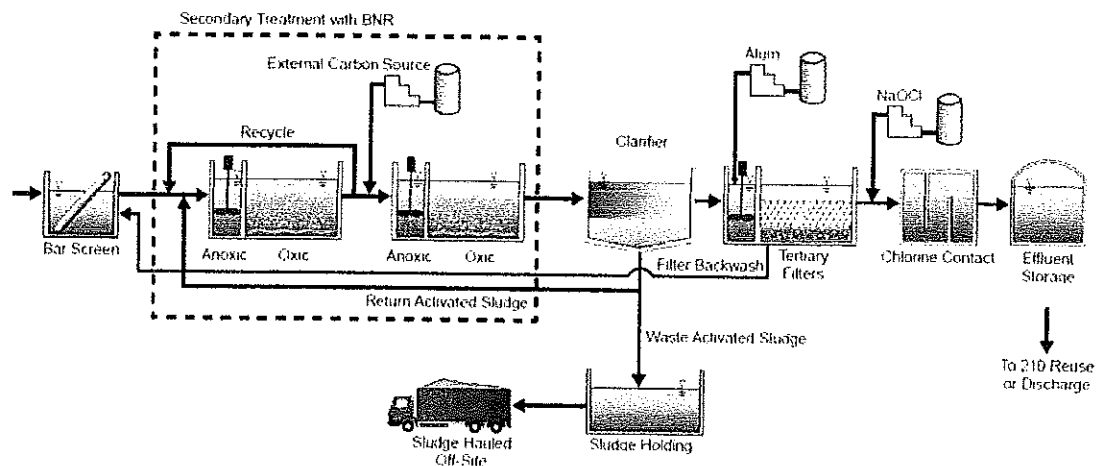 Secondary Treatment with BNR
External Carbon Source
Alum
NaOCl
Recycle
Clarifier
Bar Screen
Anoxic
Oxic
Anoxic
Oxic
Filter Backwash
Tertiary
Filters
Chlorine Contact
Effluent
Storage
Return Activated Sludge
Waste Activated Sludge
To 210 Reuse
or Discharge
Sludge Hauled
Off-Site
Sludge Holding